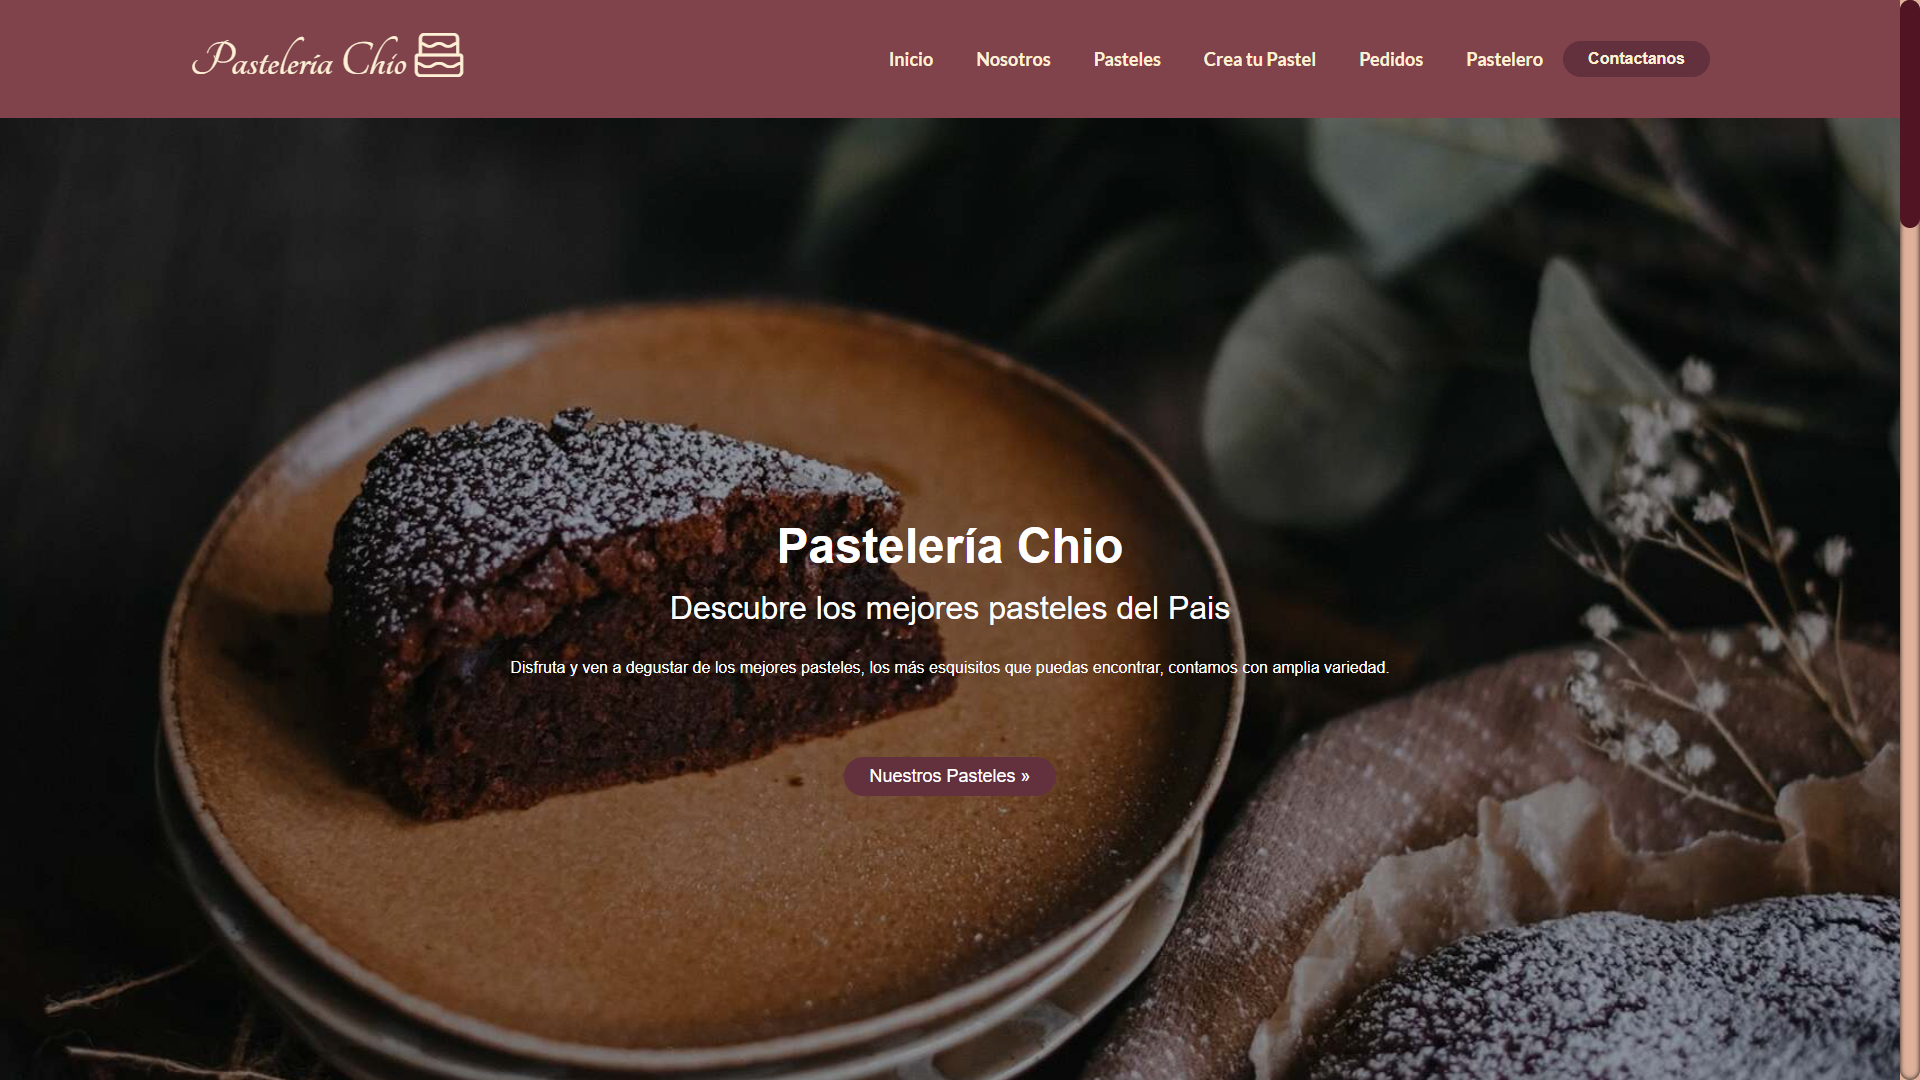 Pastelería Chio
Inicio Nosotros Pasteles Crea tu Pastel Pedidos Pastelero Contactanos
Pastelería Chio
Descubre los mejores pasteles del Pais
Disfruta y ven a degustar de los mejores pasteles, los más esquisitos que puedas encontrar, contamos con amplia variedad.
Nuestros Pasteles »